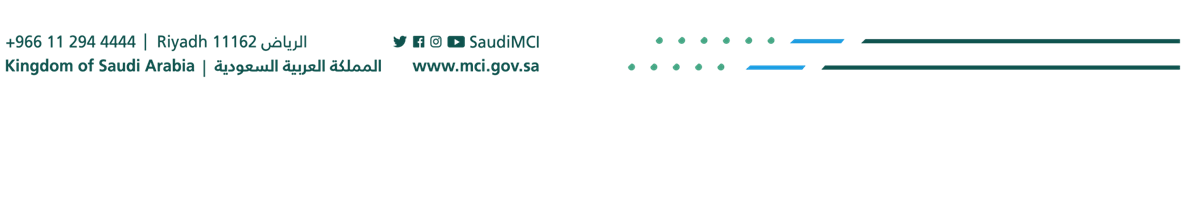 +966 11 294 4444 | Riyadh 11162 الرياض SaudiMCI
Kingdom of Saudi Arabia | المملكة العربية السعودية www.mci.gov.sa